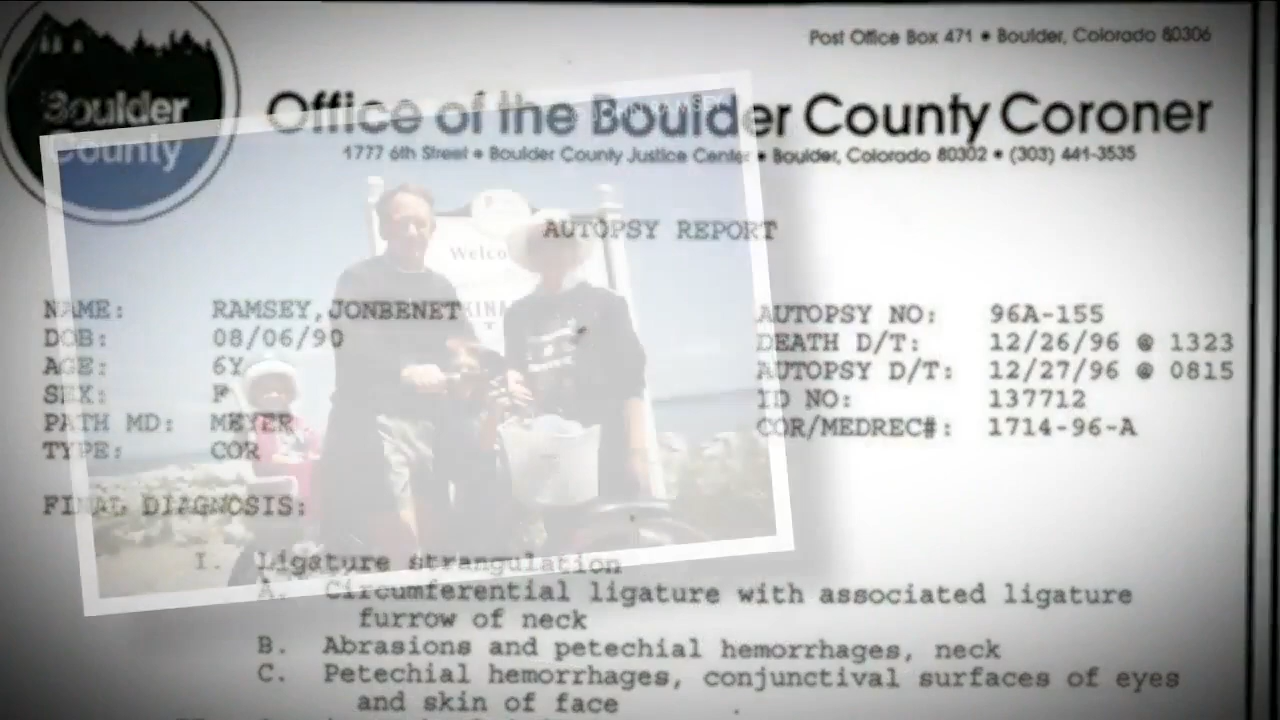 Post Office Box 471 • Boulder, Colorado 80306
Boulder
County
Office of the Boulder County Coroner
1777 6th Street • Boulder County Justice Center • Boulder, Colorado 80302 • (303) 441-3535
AUTOPSY REPORT
Welco
NAME: RAMSEY, JONBENET AUTOPSY NO: 96A-155
DOB: 08/06/90 DEATH D/T: 12/26/96 @ 1323
AGE: 6Y AUTOPSY D/T: 12/27/96 @ 0815
SEX: F ID NO: 137712
PATH MD: MEYER COR/MEDREC#: 1714-96-A
TYPE: COR
FINAL DIAGNOSIS:
I. Ligature strangulation
A. Circumferential ligature with associated ligature
furrow of neck
B. Abrasions and petechial hemorrhages, neck
C. Petechial hemorrhages, conjunctival surfaces of eyes
and skin of face